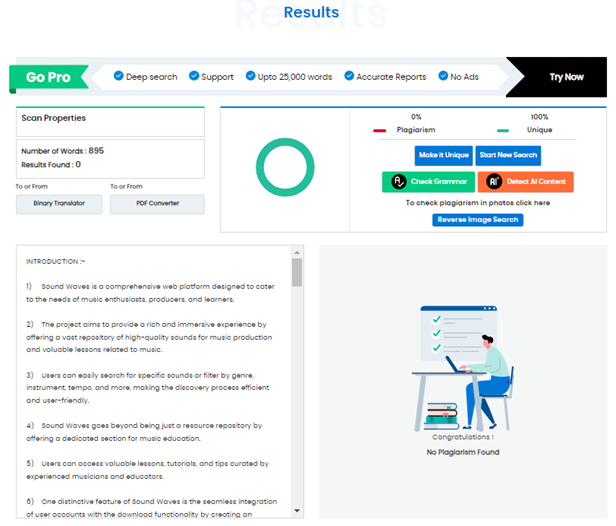 Results
Results
Go Pro
Deep search
Support
Upto 25,000 words
Accurate Reports
No Ads
Try Now
Scan Properties
Number of Words : 895
Results Found : 0
To or From
To or From
Binary Translator
PDF Converter
0%
100%
Plagiarism
Unique
Make it Unique
Start New Search
Check Grammar
AI
Detect AI Content
To check plagiarism in photos click here
Reverse Image Search
INTRODUCTION :-
1) Sound Waves is a comprehensive web platform designed to cater
to the needs of music enthusiasts, producers, and learners.
2) The project aims to provide a rich and immersive experience by
offering a vast repository of high-quality sounds for music production
and valuable lessons related to music.
3) Users can easily search for specific sounds or filter by genre,
instrument, tempo, and more, making the discovery process efficient
and user-friendly.
4) Sound Waves goes beyond being just a resource repository by
offering a dedicated section for music education.
5) Users can access valuable lessons, tutorials, and tips curated by
experienced musicians and educators.
6) One distinctive feature of Sound Waves is the seamless integration
of user accounts with the download functionality by creating an
Congratulations !
No Plagiarism Found